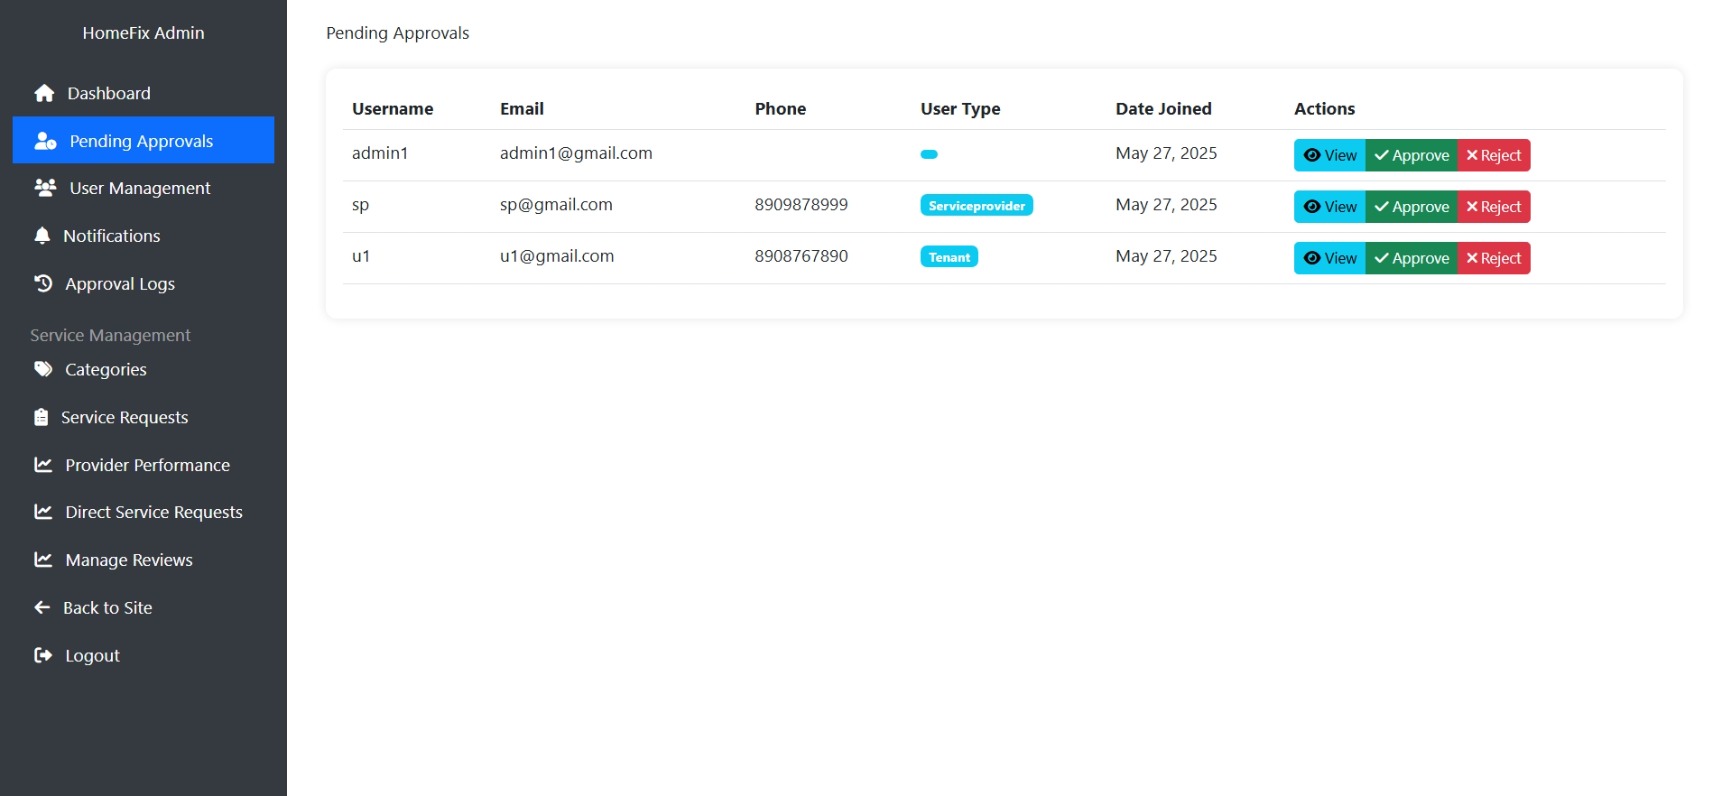 HomeFix Admin
Dashboard
Pending Approvals
User Management
Notifications
Approval Logs
Service Management
Categories
Service Requests
Provider Performance
Direct Service Requests
Manage Reviews
Back to Site
Logout
Pending Approvals
Username Email Phone User Type Date Joined Actions
admin1 admin1@gmail.com May 27, 2025 View Approve Reject
sp sp@gmail.com 8909878999 Serviceprovider May 27, 2025 View Approve Reject
u1 u1@gmail.com 8908767890 Tenant May 27, 2025 View Approve Reject